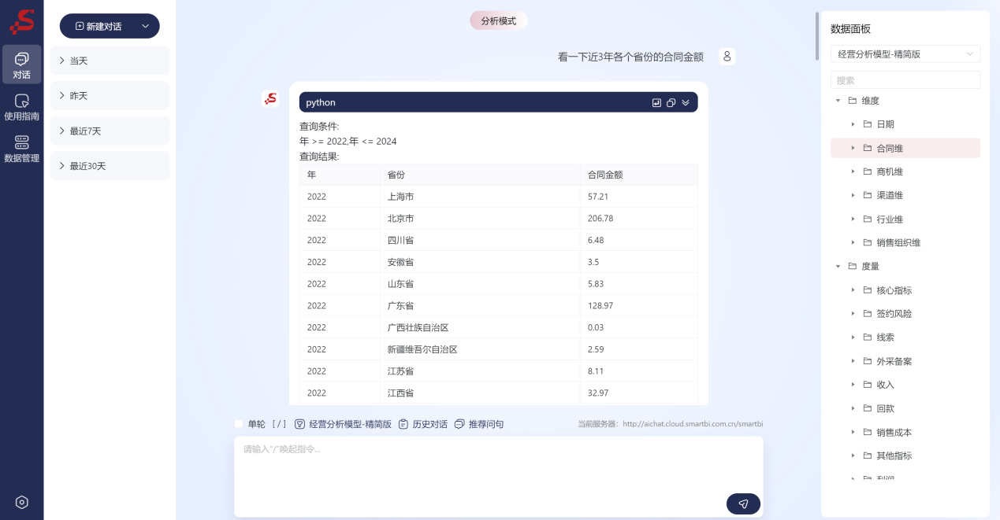 新建对话
当天
昨天
最近7天
最近30天
对话
使用指南
数据管理
分析模式
看一下近3年各个省份的合同金额
python
查询条件:
年 >= 2022,年 <= 2024
查询结果:
年 省份 合同金额
2022 上海市 57.21
2022 北京市 206.78
2022 四川省 6.48
2022 安徽省 3.5
2022 山东省 5.83
2022 广东省 128.97
2022 广西壮族自治区 0.03
2022 新疆维吾尔自治区 2.59
2022 江苏省 8.11
2022 江西省 32.97
单轮 [ / ] 经营分析模型-精简版 历史对话 推荐问句
当前服务器: http://aichat.cloud.smartbi.com.cn/smartbi
请输入"/"唤起指令...
数据面板
经营分析模型-精简版
搜索
维度
日期
合同维
商机维
渠道维
行业维
销售组织维
度量
核心指标
签约风险
线索
外采备案
收入
回款
销售成本
其他指标
利润